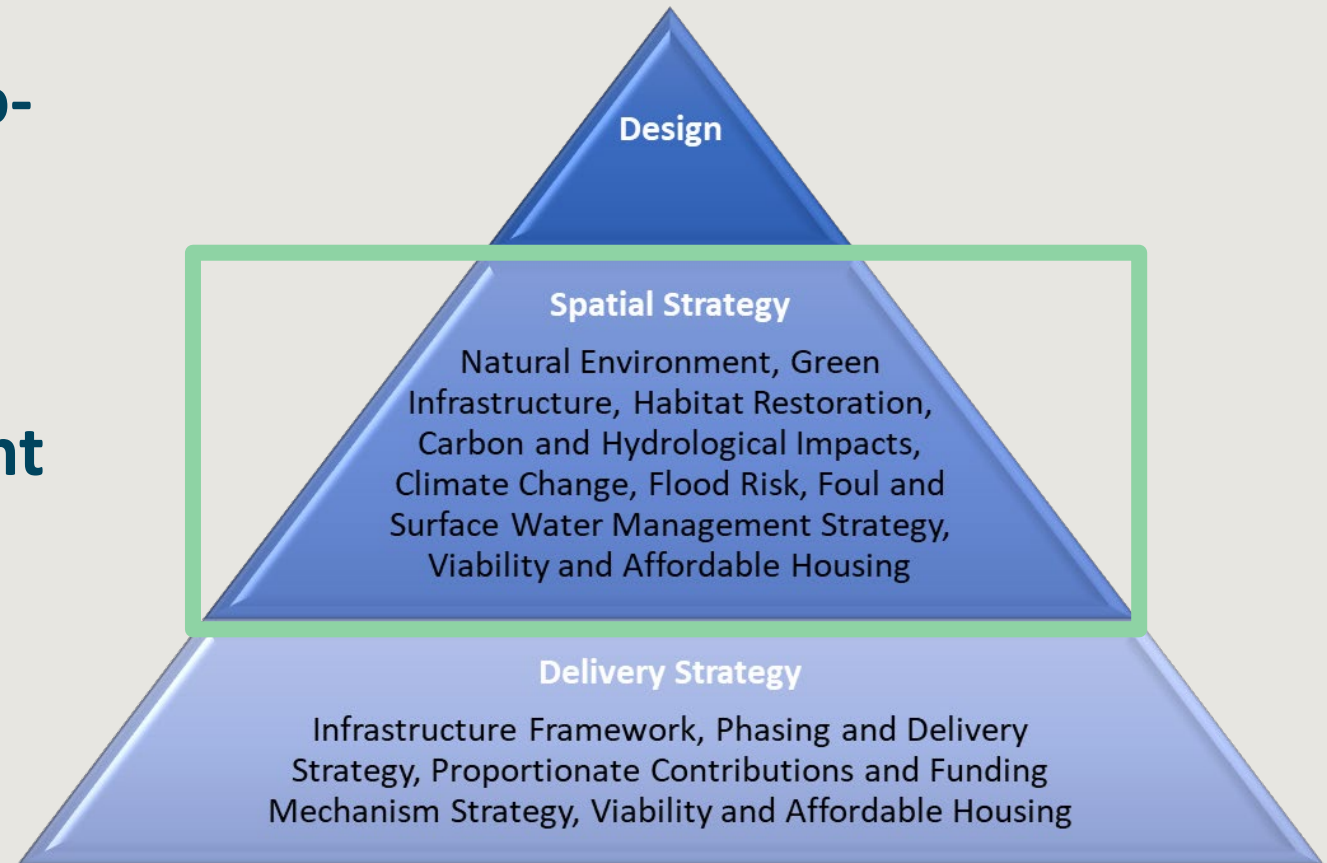 Design
Spatial Strategy
Natural Environment, Green
Infrastructure, Habitat Restoration,
Carbon and Hydrological Impacts,
Climate Change, Flood Risk, Foul and
Surface Water Management Strategy,
Viability and Affordable Housing
Delivery Strategy
Infrastructure Framework, Phasing and Delivery
Strategy, Proportionate Contributions and Funding
Mechanism Strategy, Viability and Affordable Housing